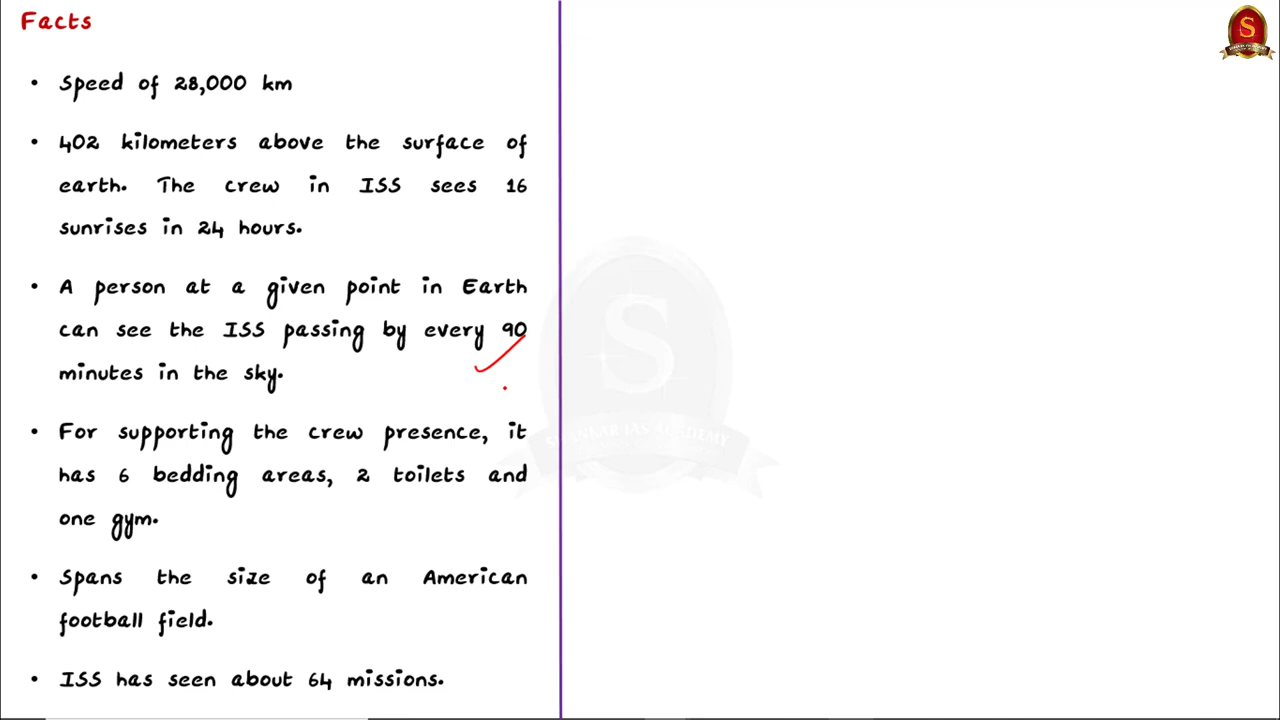 Facts
• Speed of 28,000 km
• 402 kilometers above the surface of
earth. The crew in ISS sees 16
sunrises in 24 hours.
• A person at a given point in Earth
can see the ISS passing by every 90
minutes in the sky.
• For supporting the crew presence, it
has 6 bedding areas, 2 toilets and
one gym.
• Spans the size of an American
football field.
• ISS has seen about 64 missions.
S
SHANKAR IAS ACADEMY
S